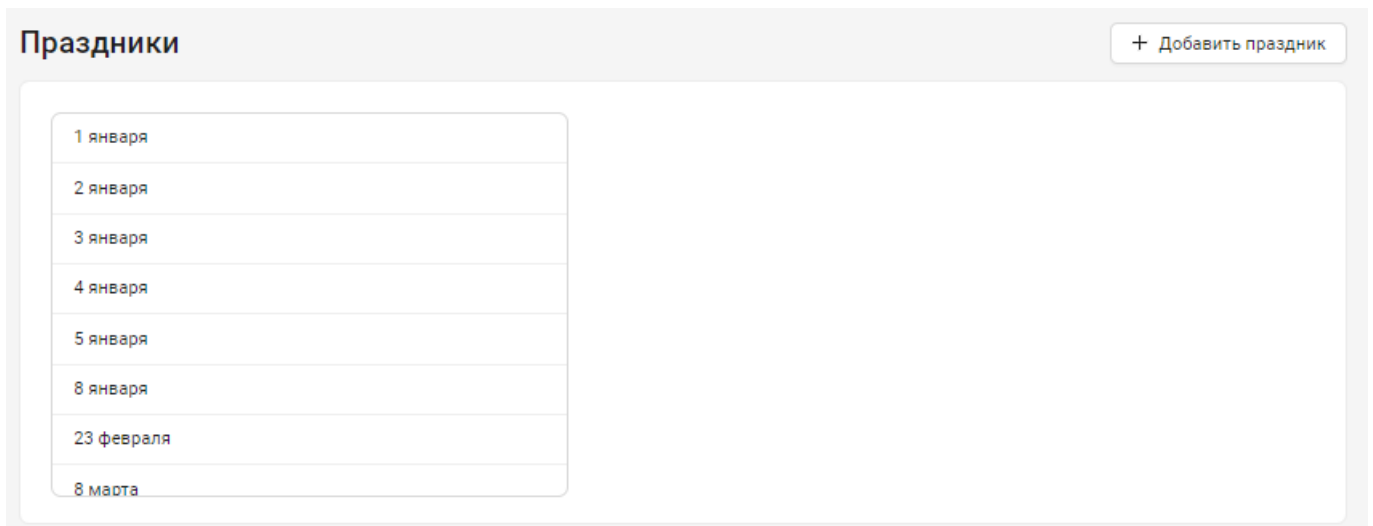 Праздники
+ Добавить праздник
1 января
2 января
3 января
4 января
5 января
8 января
23 февраля
8 марта